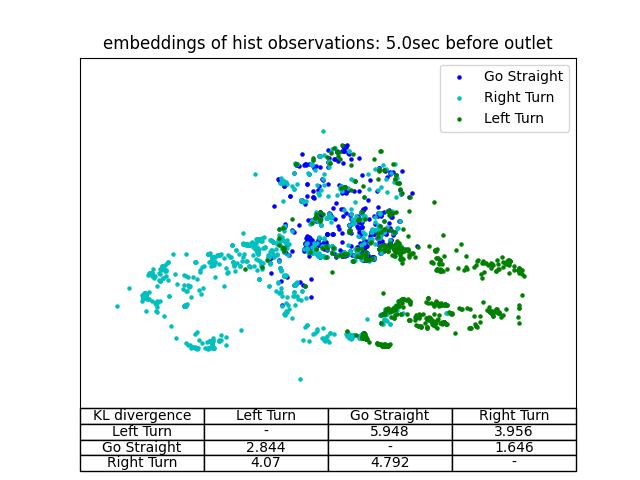 embeddings of hist observations: 5.0sec before outlet
Go Straight
Right Turn
Left Turn
KL divergence Left Turn Go Straight Right Turn
Left Turn - 5.948 3.956
Go Straight 2.844 - 1.646
Right Turn 4.07 4.792 -